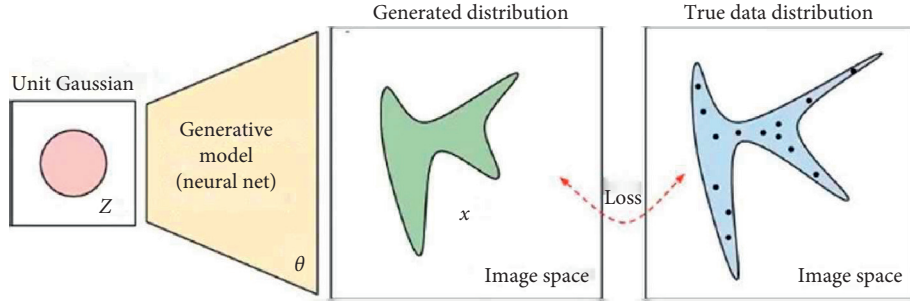 Unit Gaussian
Z
Generative
model
(neural net)
θ
Generated distribution
x
Image space
Loss
True data distribution
Image space